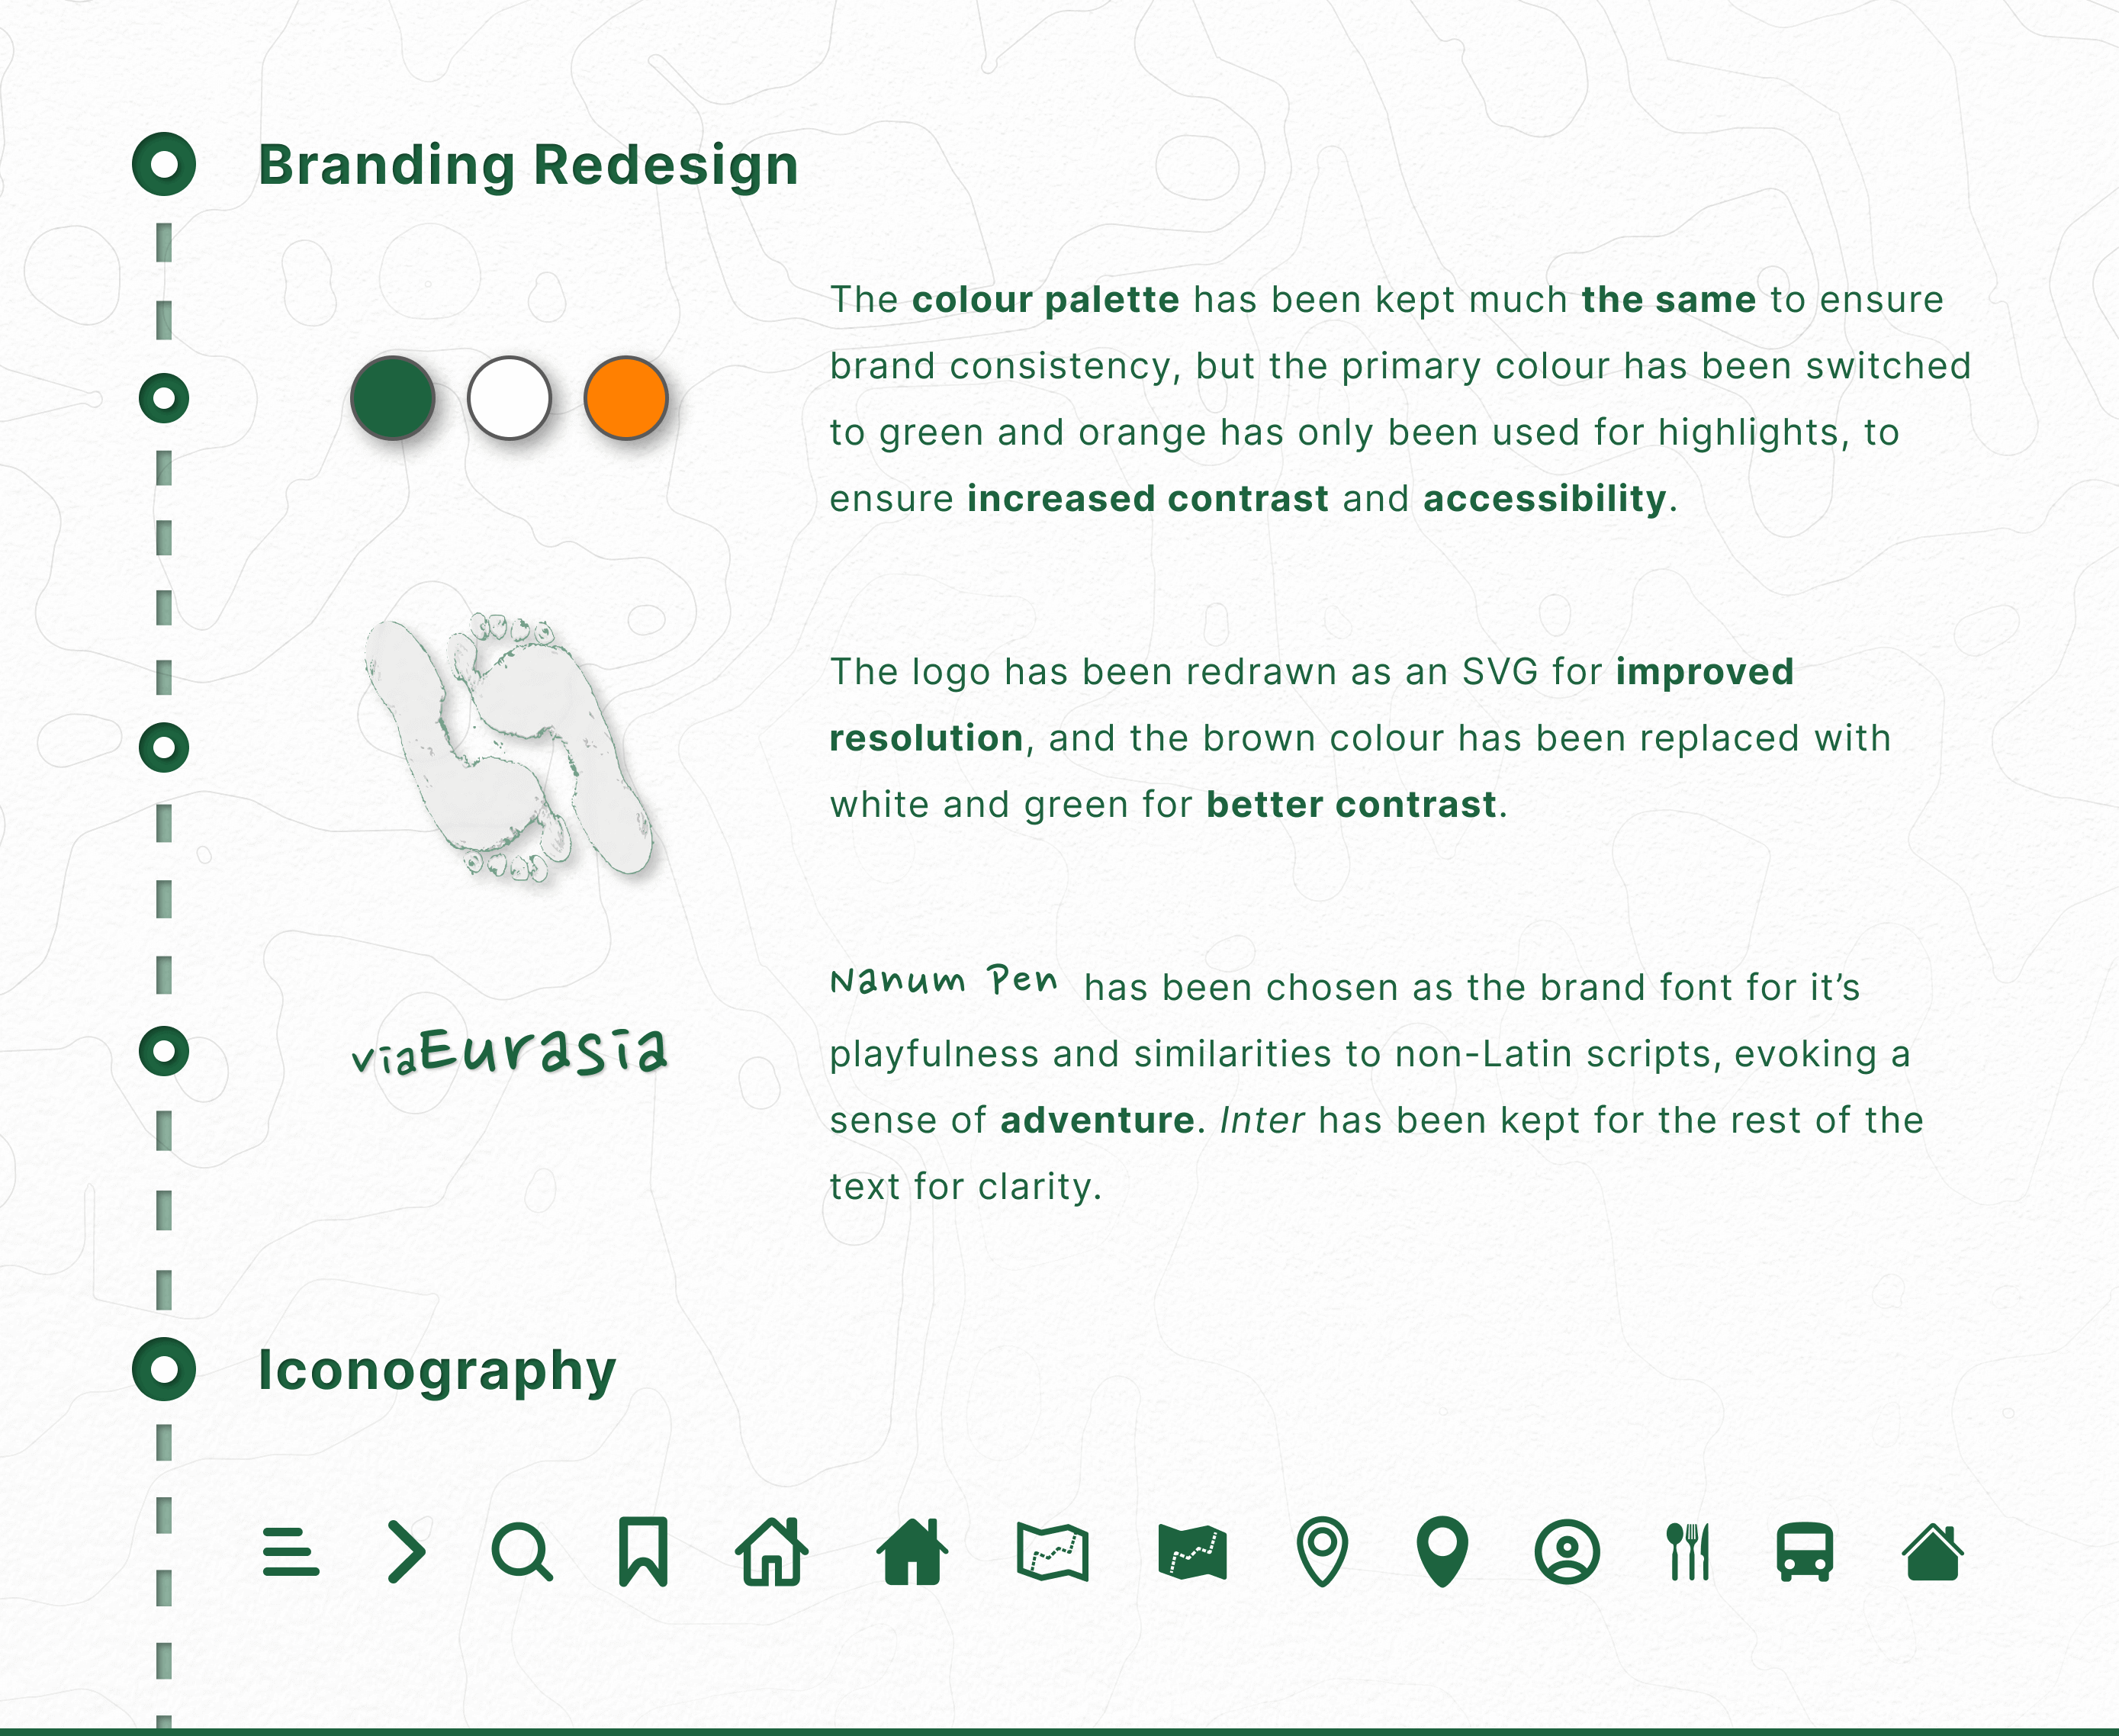 Branding Redesign
The colour palette has been kept much the same to ensure
brand consistency, but the primary colour has been switched
to green and orange has only been used for highlights, to
ensure increased contrast and accessibility.
The logo has been redrawn as an SVG for improved
resolution, and the brown colour has been replaced with
white and green for better contrast.
viaEurasia
Nanum Pen has been chosen as the brand font for it’s
playfulness and similarities to non-Latin scripts, evoking a
sense of adventure. Inter has been kept for the rest of the
text for clarity.
Iconography